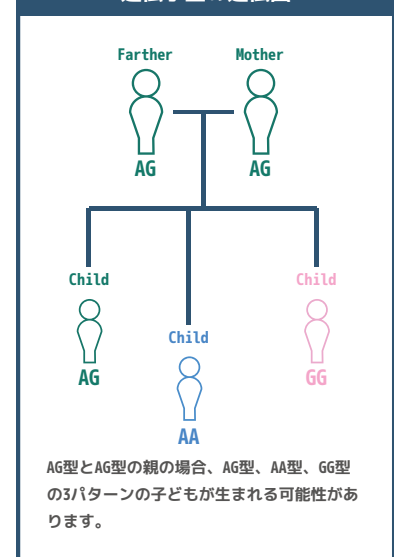 Farther Mother
AG AG
Child Child
Child
AG GG
AA
AG型とAG型の親の場合、AG型、AA型、GG型
の3パターンの子どもが生まれる可能性があ
ります。